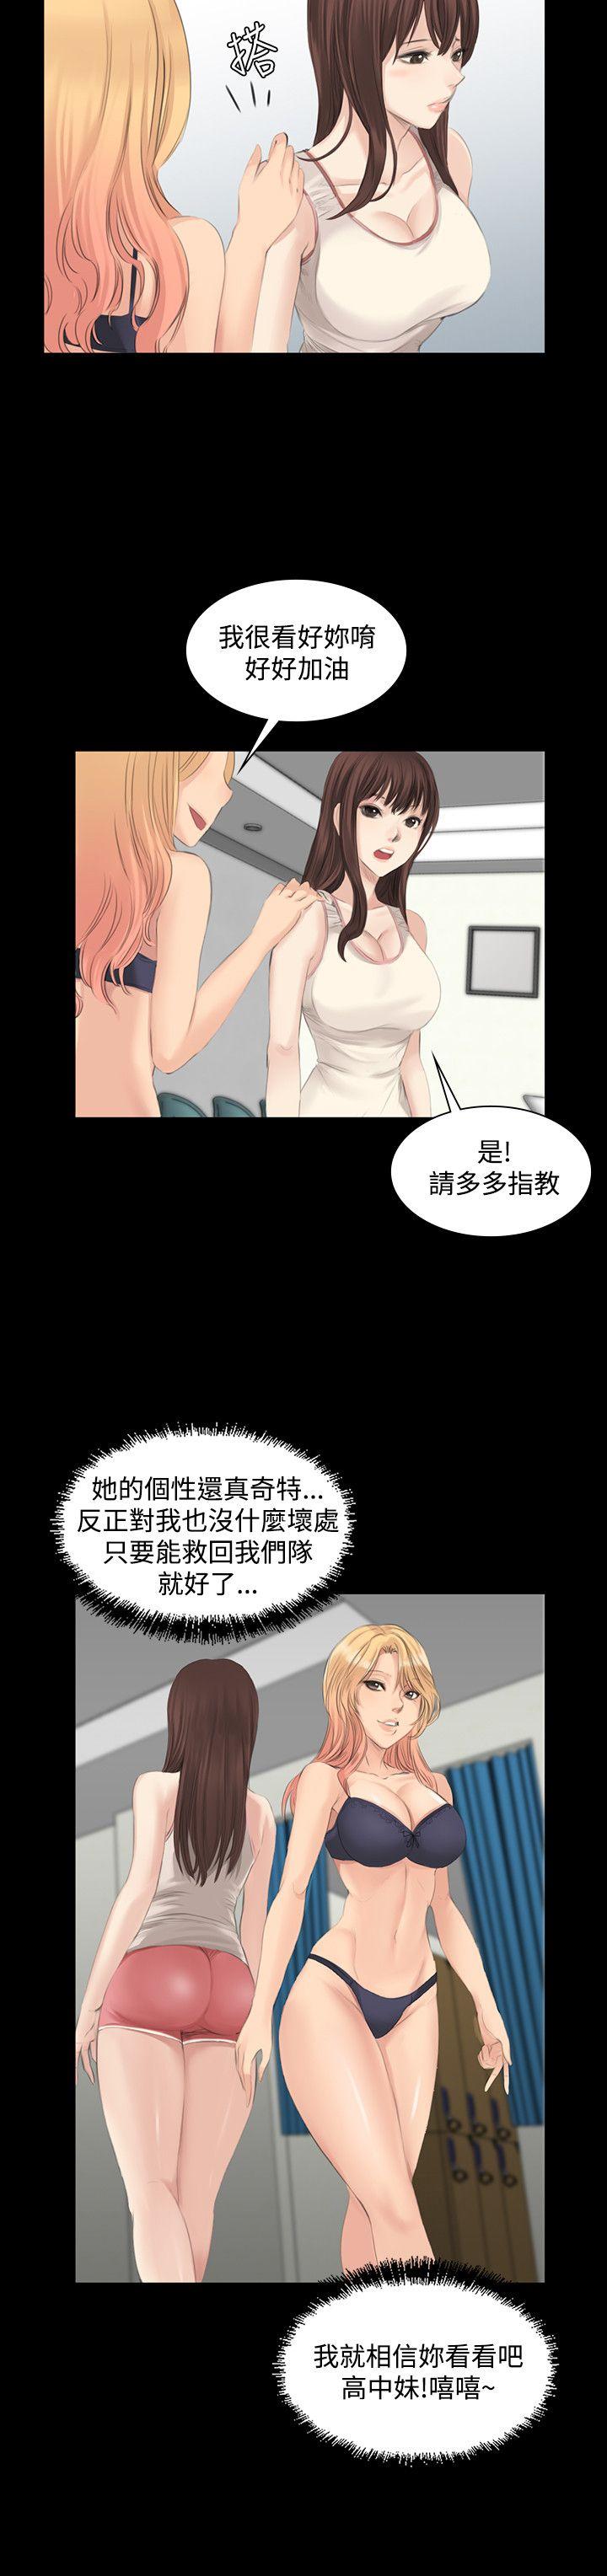 搭
我很看好妳唷
好好加油
是!
請多多指教
她的個性還真奇特...
反正對我也沒什麼壞處
只要能救回我們隊
就好了...
我就相信妳看看吧
高中妹!嘻嘻~